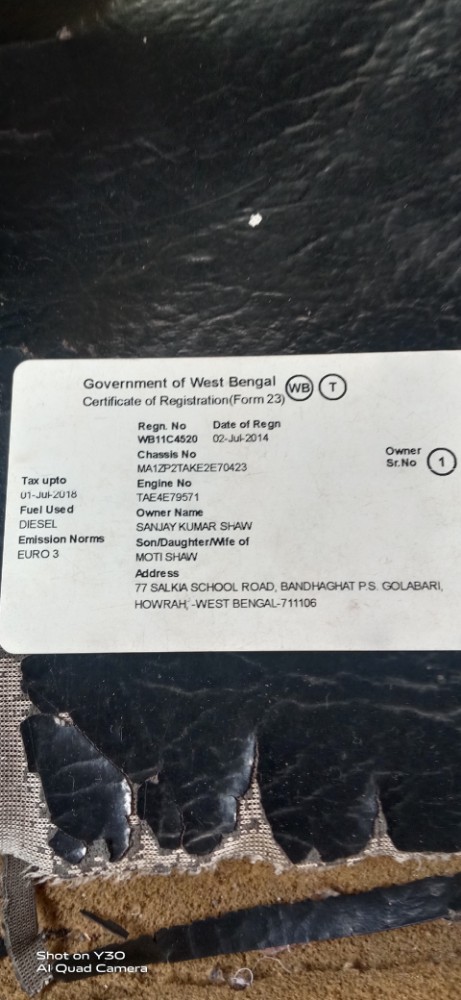 Government of West Bengal WB T
Certificate of Registration(Form 23)
Regn. No Date of Regn
WB11C4520 02-Jul-2014
Chassis No
MA1ZP2TAKE2E70423
Owner
Sr.No 1
Tax upto
01-Jul-2018
Engine No
TAE4E79571
Fuel Used
DIESEL
Owner Name
SANJAY KUMAR SHAW
Emission Norms
EURO 3
Son/Daughter/Wife of
MOTI SHAW
Address
77 SALKIA SCHOOL ROAD, BANDHAGHAT P.S. GOLABARI,
HOWRAH, -WEST BENGAL-711106
Shot on Y30
AI Quad Camera